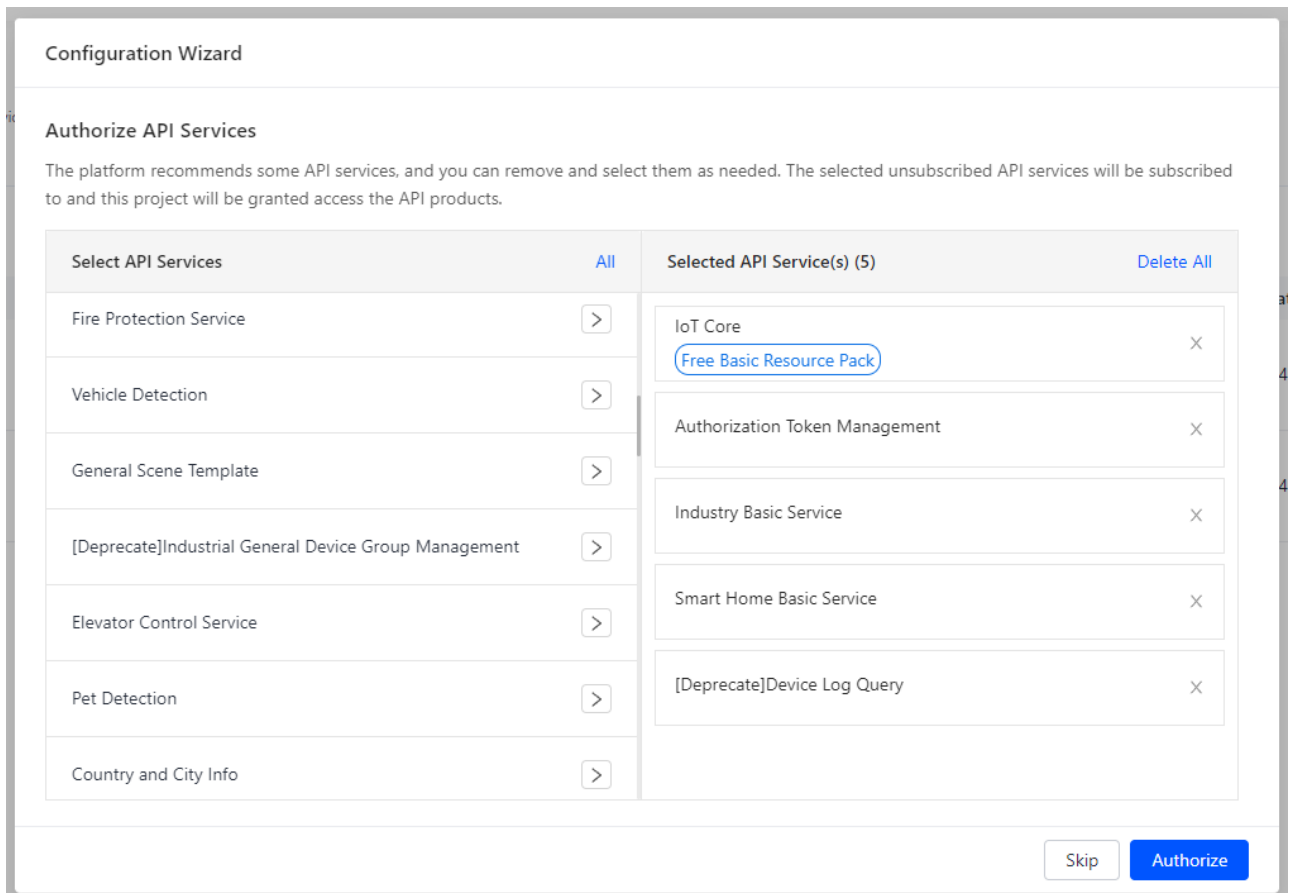 Configuration Wizard
Authorize API Services
The platform recommends some API services, and you can remove and select them as needed. The selected unsubscribed API services will be subscribed
to and this project will be granted access the API products.
Select API Services
All
Fire Protection Service
Vehicle Detection
General Scene Template
[Deprecate]Industrial General Device Group Management
Elevator Control Service
Pet Detection
Country and City Info
Selected API Service(s) (5)
Delete All
IoT Core
Free Basic Resource Pack
Authorization Token Management
Industry Basic Service
Smart Home Basic Service
[Deprecate]Device Log Query
Skip
Authorize